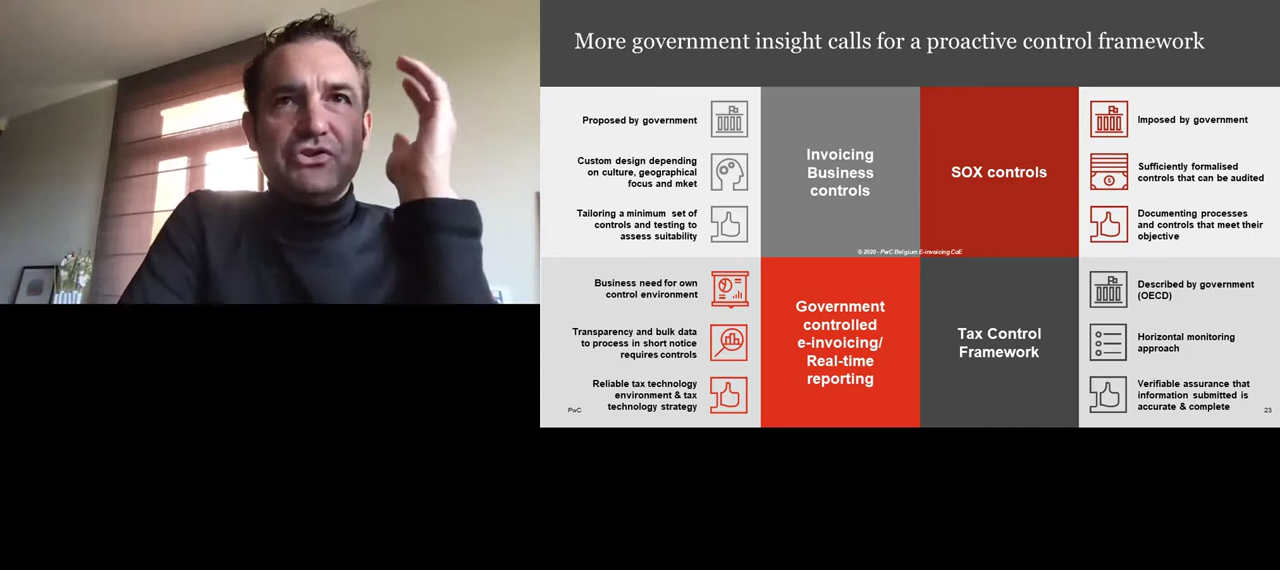 More government insight calls for a proactive control framework
Proposed by government
Custom design depending
on culture, geographical
focus and mket
Tailoring a minimum set of
controls and testing to
assess suitability
Invoicing
Business
controls
SOX controls
Imposed by government
Sufficiently formalised
controls that can be audited
Documenting processes
and controls that meet their
objective
© 2020 - PwC Belgium E-invoicing CoE
Business need for own
control environment
Transparency and bulk data
to process in short notice
requires controls
Reliable tax technology
environment & tax
technology strategy
Government
controlled
e-invoicing/
Real-time
reporting
Tax Control
Framework
Described by government
(OECD)
Horizontal monitoring
approach
Verifiable assurance that
information submitted is
accurate & complete
PwC
23